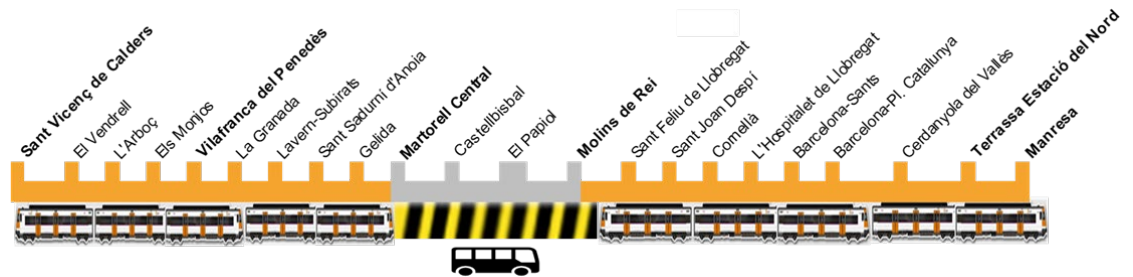 Sant Vicenç de Calders
El Vendrell
L'Arboç
Els Monjos
Vilafranca del Penedès
La Granada
Lavern-Subirats
Sant Sadurní d'Anoia
Gelida
Martorell Central
Castellbisbal
El Papiol
Molins de Rei
Sant Feliu de Llobregat
Sant Joan Despí
Cornellà
L'Hospitalet de Llobregat
Barcelona-Sants
Barcelona-Pl. Catalunya
Cerdanyola del Vallès
Terrassa Estació del Nord
Manresa